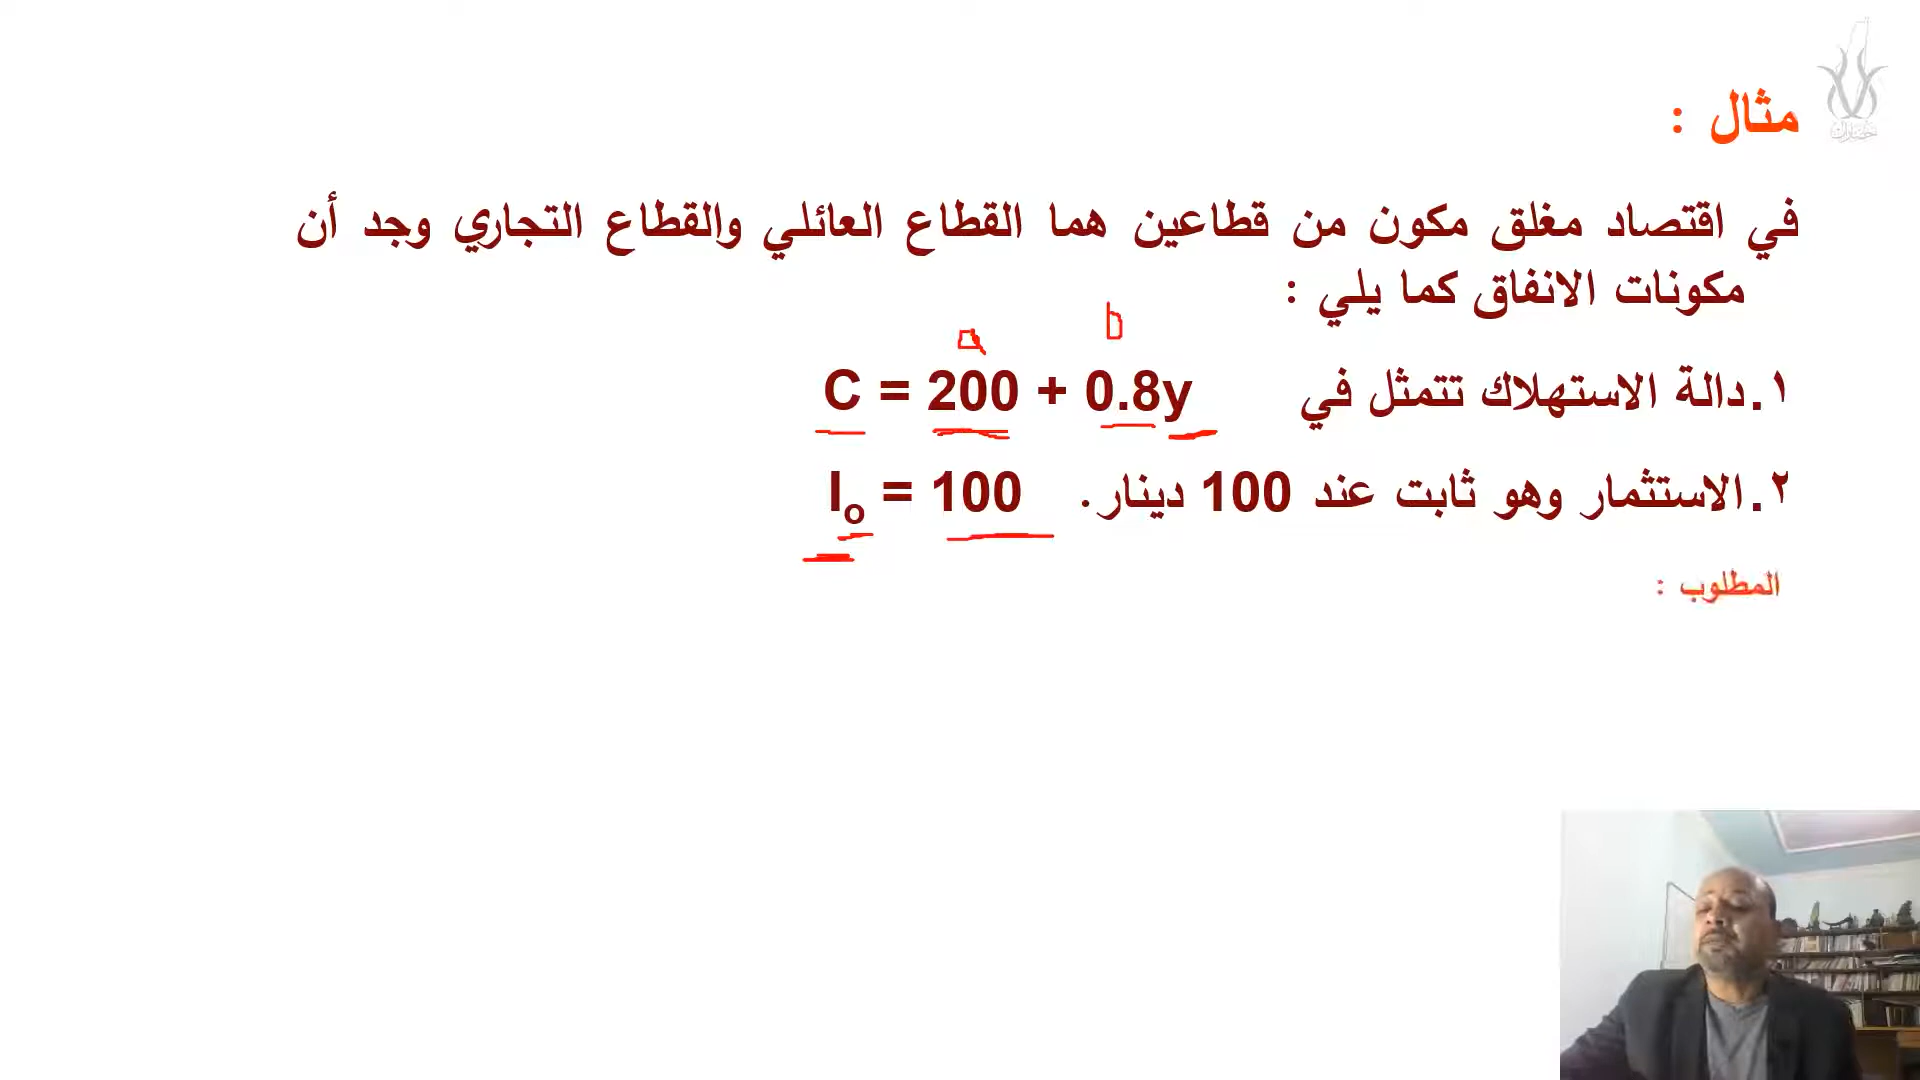 مثال :
في اقتصاد مغلق مكون من قطاعين هما القطاع العائلي والقطاع التجاري وجد أن
مكونات الانفاق كما يلي :
a b
١. دالة الاستهلاك تتمثل في C = 200 + 0.8y
٢. الاستثمار وهو ثابت عند 100 دينار. Io = 100
المطلوب :